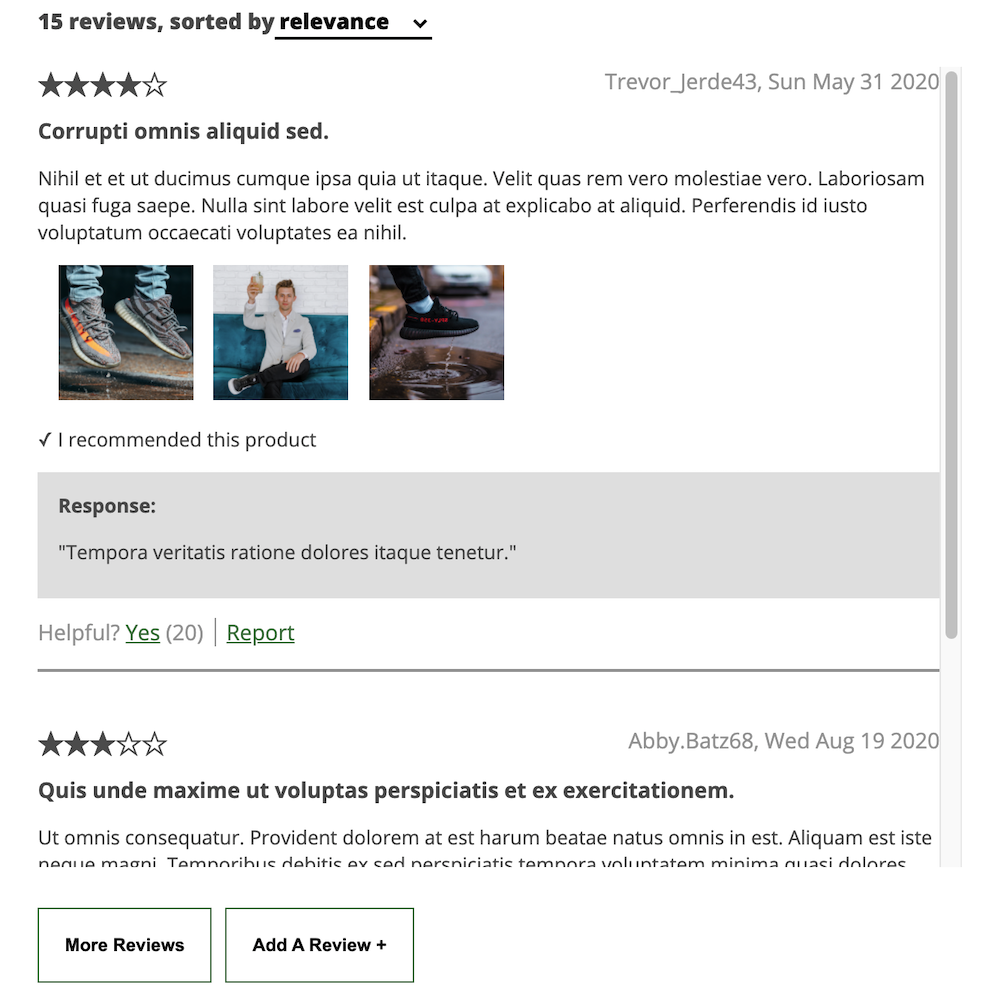 15 reviews, sorted by relevance
Trevor_Jerde43, Sun May 31 2020
Corrupti omnis aliquid sed.
Nihil et et ut ducimus cumque ipsa quia ut itaque. Velit quas rem vero molestiae vero. Laboriosam
quasi fuga saepe. Nulla sint labore velit est culpa at explicabo at aliquid. Perferendis id iusto
voluptatum occaecati voluptates ea nihil.
✓ I recommended this product
Response:
"Tempora veritatis ratione dolores itaque tenetur."
Helpful? Yes (20) | Report
Abby.Batz68, Wed Aug 19 2020
Quis unde maxime ut voluptas perspiciatis et ex exercitationem.
Ut omnis consequatur. Provident dolorem at est harum beatae natus omnis in est. Aliquam est iste
neque magni. Temporibus debitis ex sed perspiciatis tempora voluptatem minima quasi dolores
More Reviews
Add A Review +